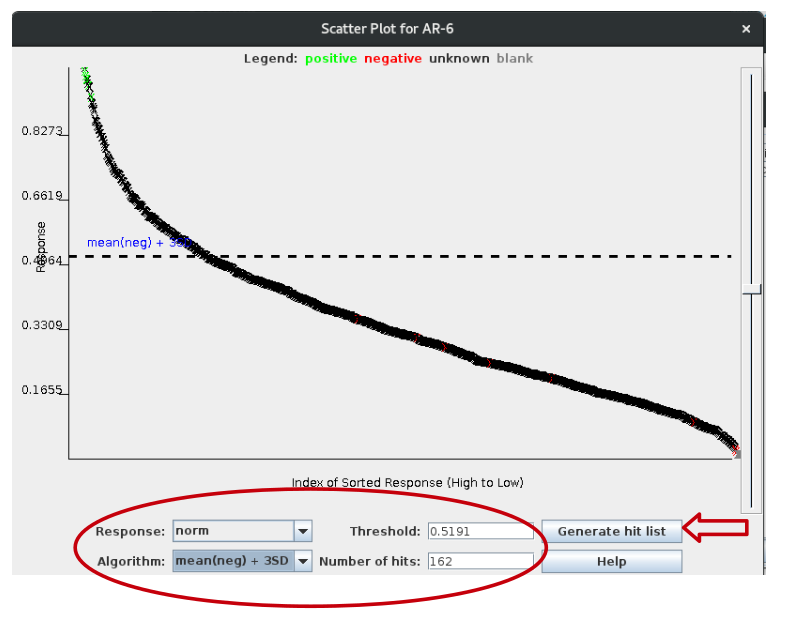 Scatter Plot for AR-6 ×
Legend: positive negative unknown blank
0.8273
0.6619
mean(neg) + 3SD
Response
0.4964
0.3309
0.1655
Index of Sorted Response (High to Low)
Response: norm Threshold: 0.5191 Generate hit list
Algorithm: mean(neg) + 3SD Number of hits: 162 Help